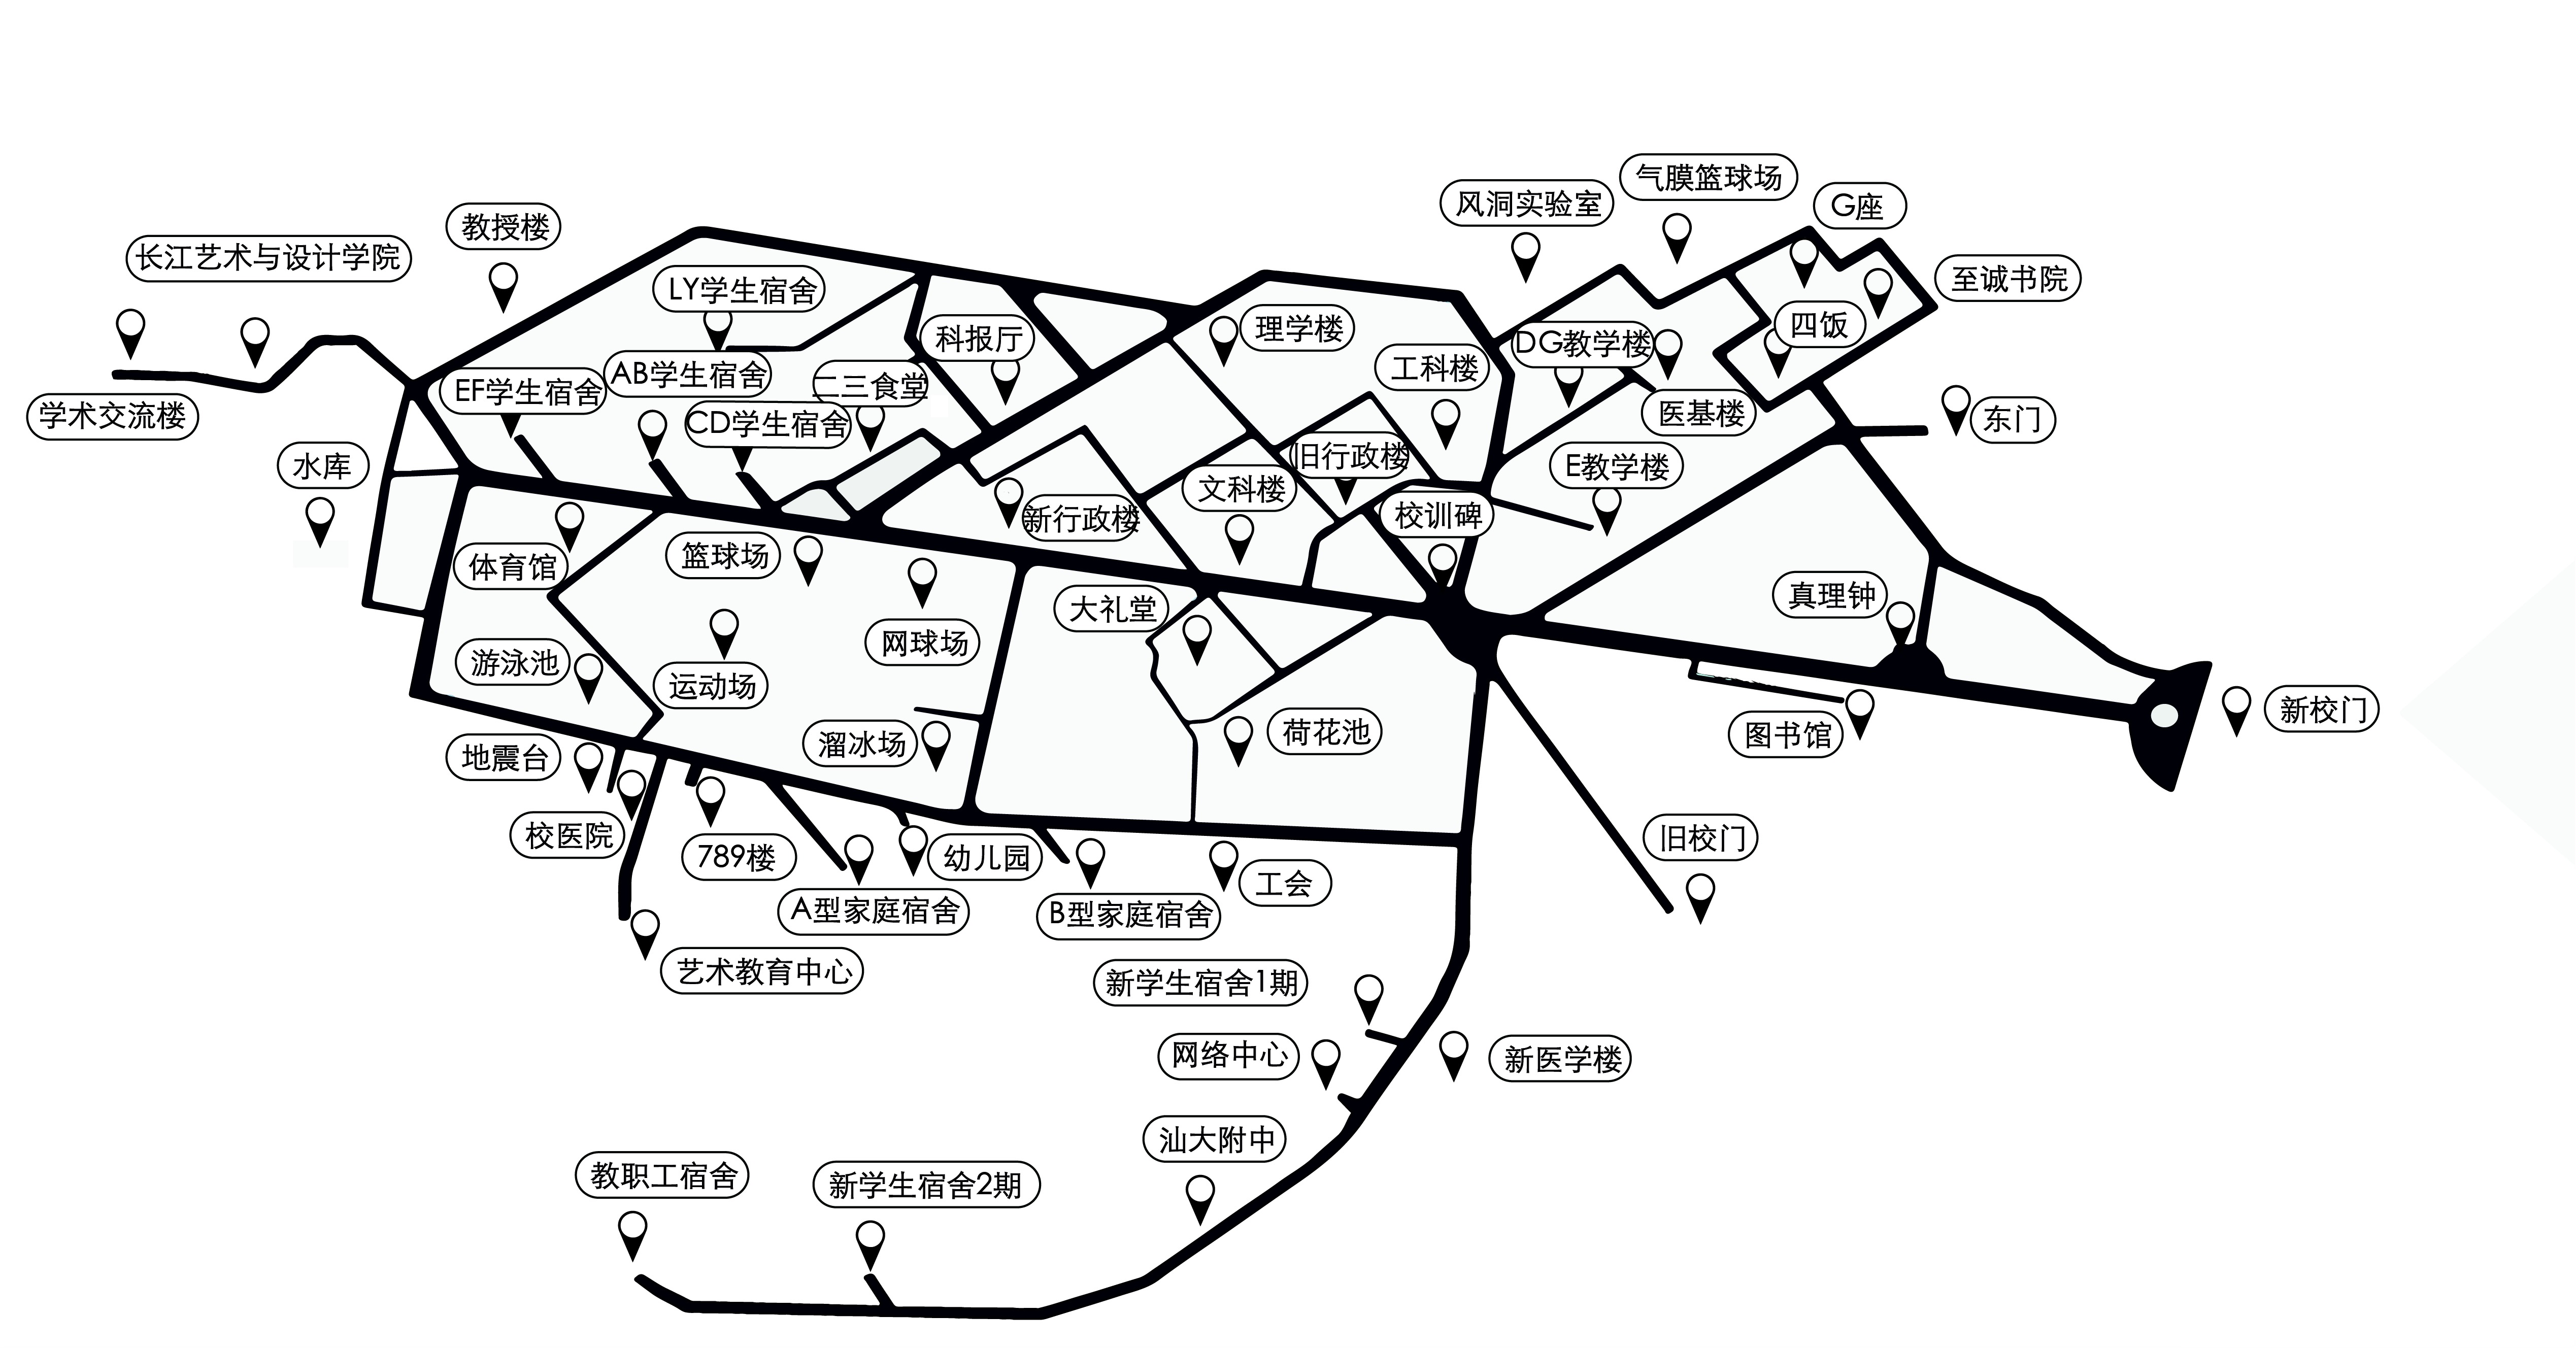 气膜篮球场
风洞实验室
G座
教授楼
长江艺术与设计学院
至诚书院
LY学生宿舍
科报厅
理学楼
四饭
DG教学楼
工科楼
AB学生宿舍
二三食堂
EF学生宿舍
学术交流楼
CD学生宿舍
医基楼
东门
水库
旧行政楼
E教学楼
文科楼
新行政楼
校训碑
体育馆
篮球场
大礼堂
真理钟
网球场
游泳池
运动场
新校门
荷花池
图书馆
溜冰场
地震台
校医院
旧校门
789楼
幼儿园
工会
A型家庭宿舍
B型家庭宿舍
艺术教育中心
新学生宿舍1期
网络中心
新医学楼
汕大附中
教职工宿舍
新学生宿舍2期